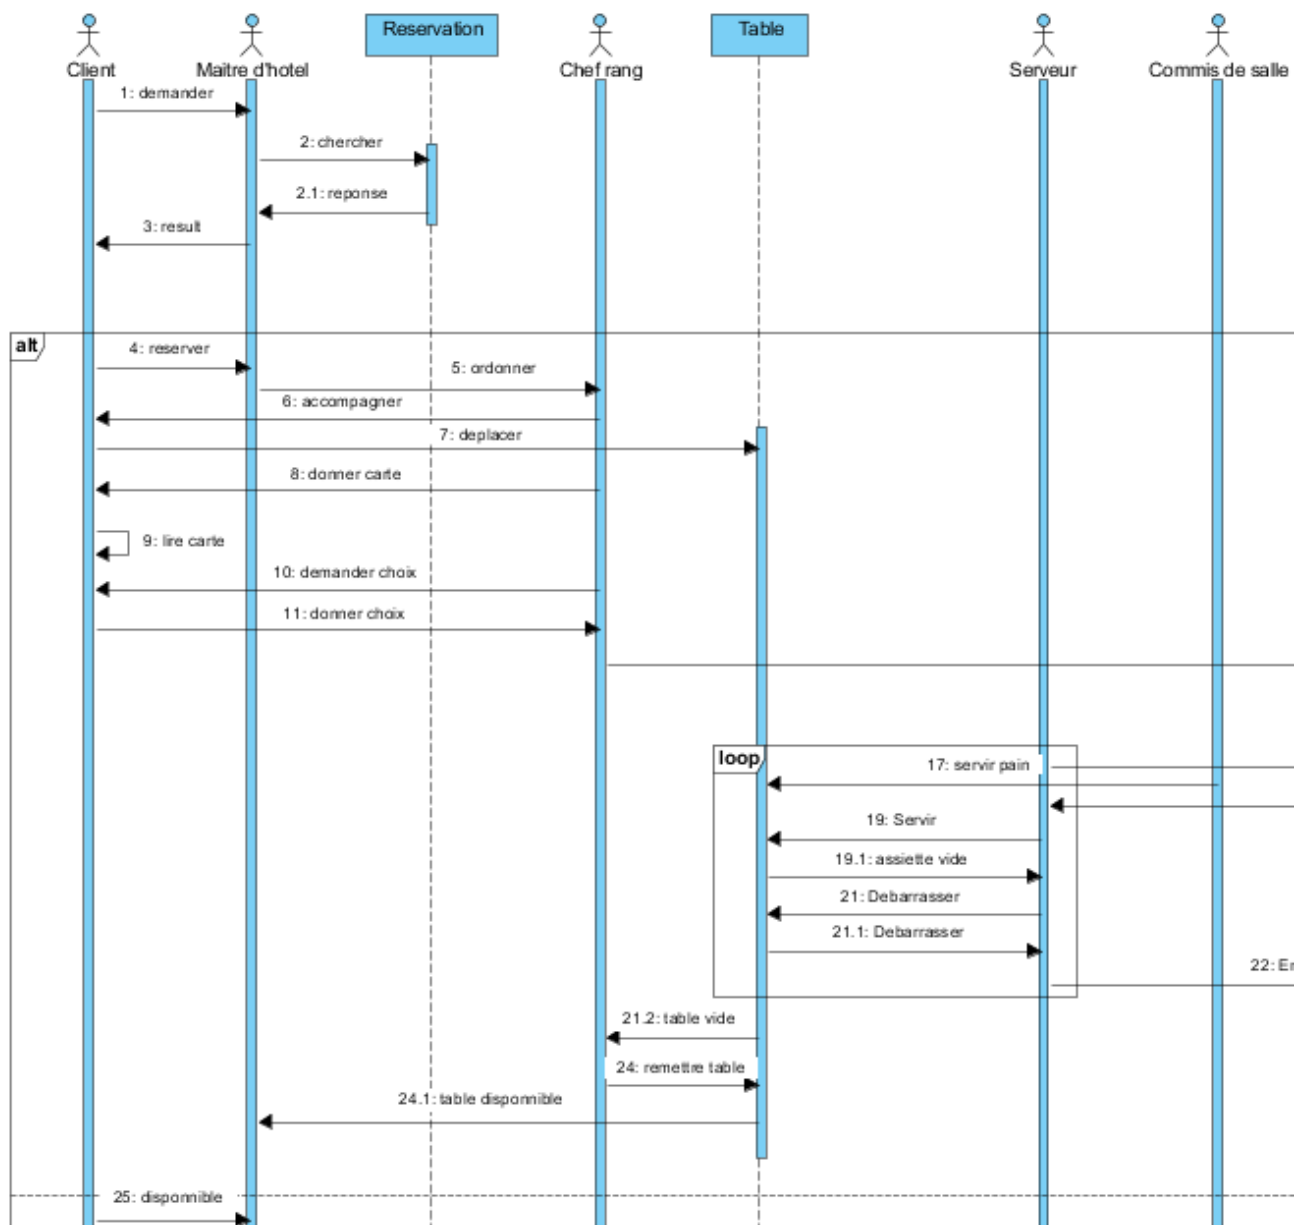 Reservation
Table
Client
Maitre d'hotel
Chef rang
Serveur
Commis de salle
1: demander
2: chercher
2.1: reponse
3: result
alt
4: reserver
5: ordonner
6: accompagner
7: deplacer
8: donner carte
9: lire carte
10: demander choix
11: donner choix
loop
17: servir pain
19: Servir
19.1: assiette vide
21: Debarrasser
21.1: Debarrasser
22: En
21.2: table vide
24: remettre table
24.1: table disponnible
25: disponnible